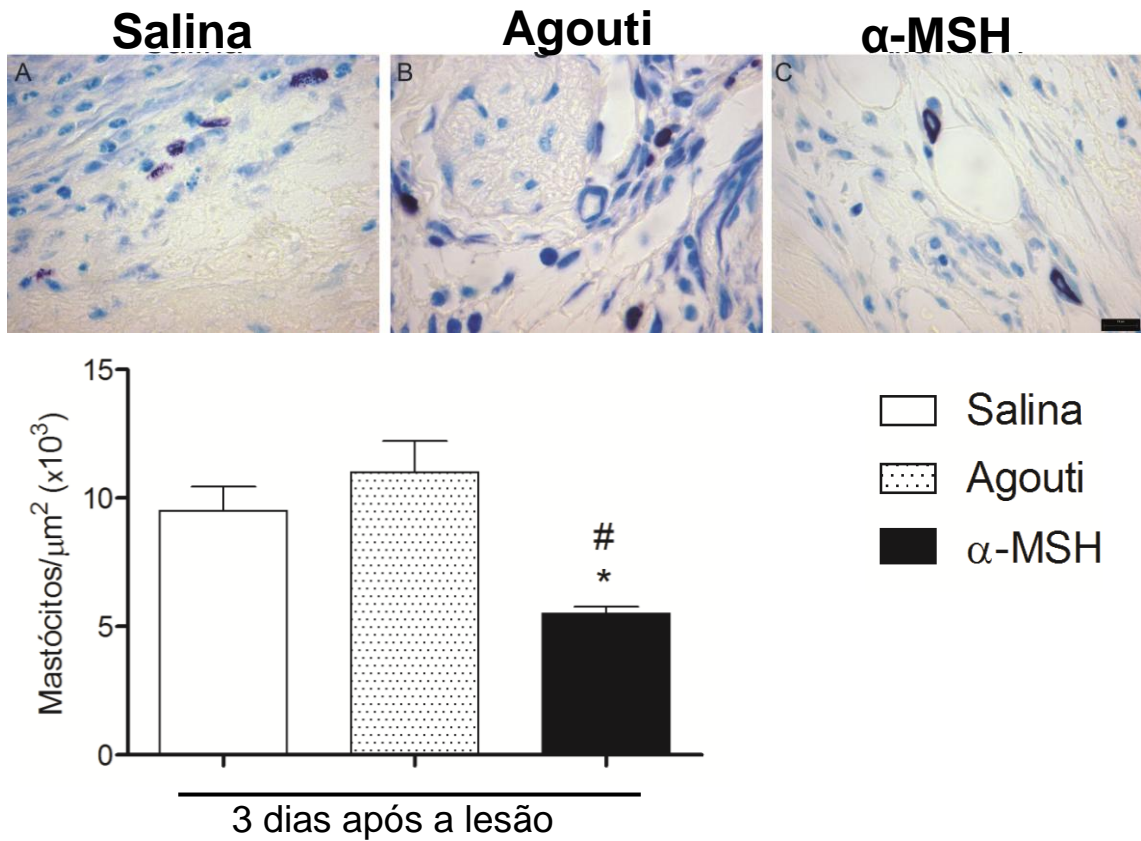 Salina Agouti α-MSH
A B C
15
10
5
0
Mastócitos/μm² (x10³)
#
*
Salina
Agouti
α-MSH
3 dias após a lesão